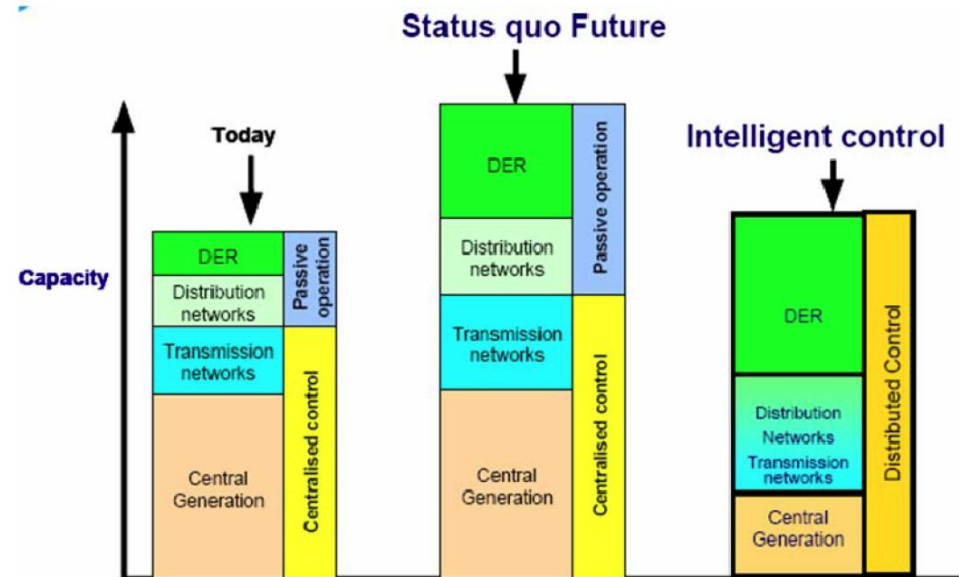 Status quo Future
Today
Intelligent control
Capacity
DER
Distribution
networks
Transmission
networks
Central
Generation
Passive
operation
Centralised control
DER
Distribution
networks
Transmission
networks
Central
Generation
Passive operation
Centralised control
DER
Distribution
Networks
Transmission
networks
Central
Generation
Distributed Control